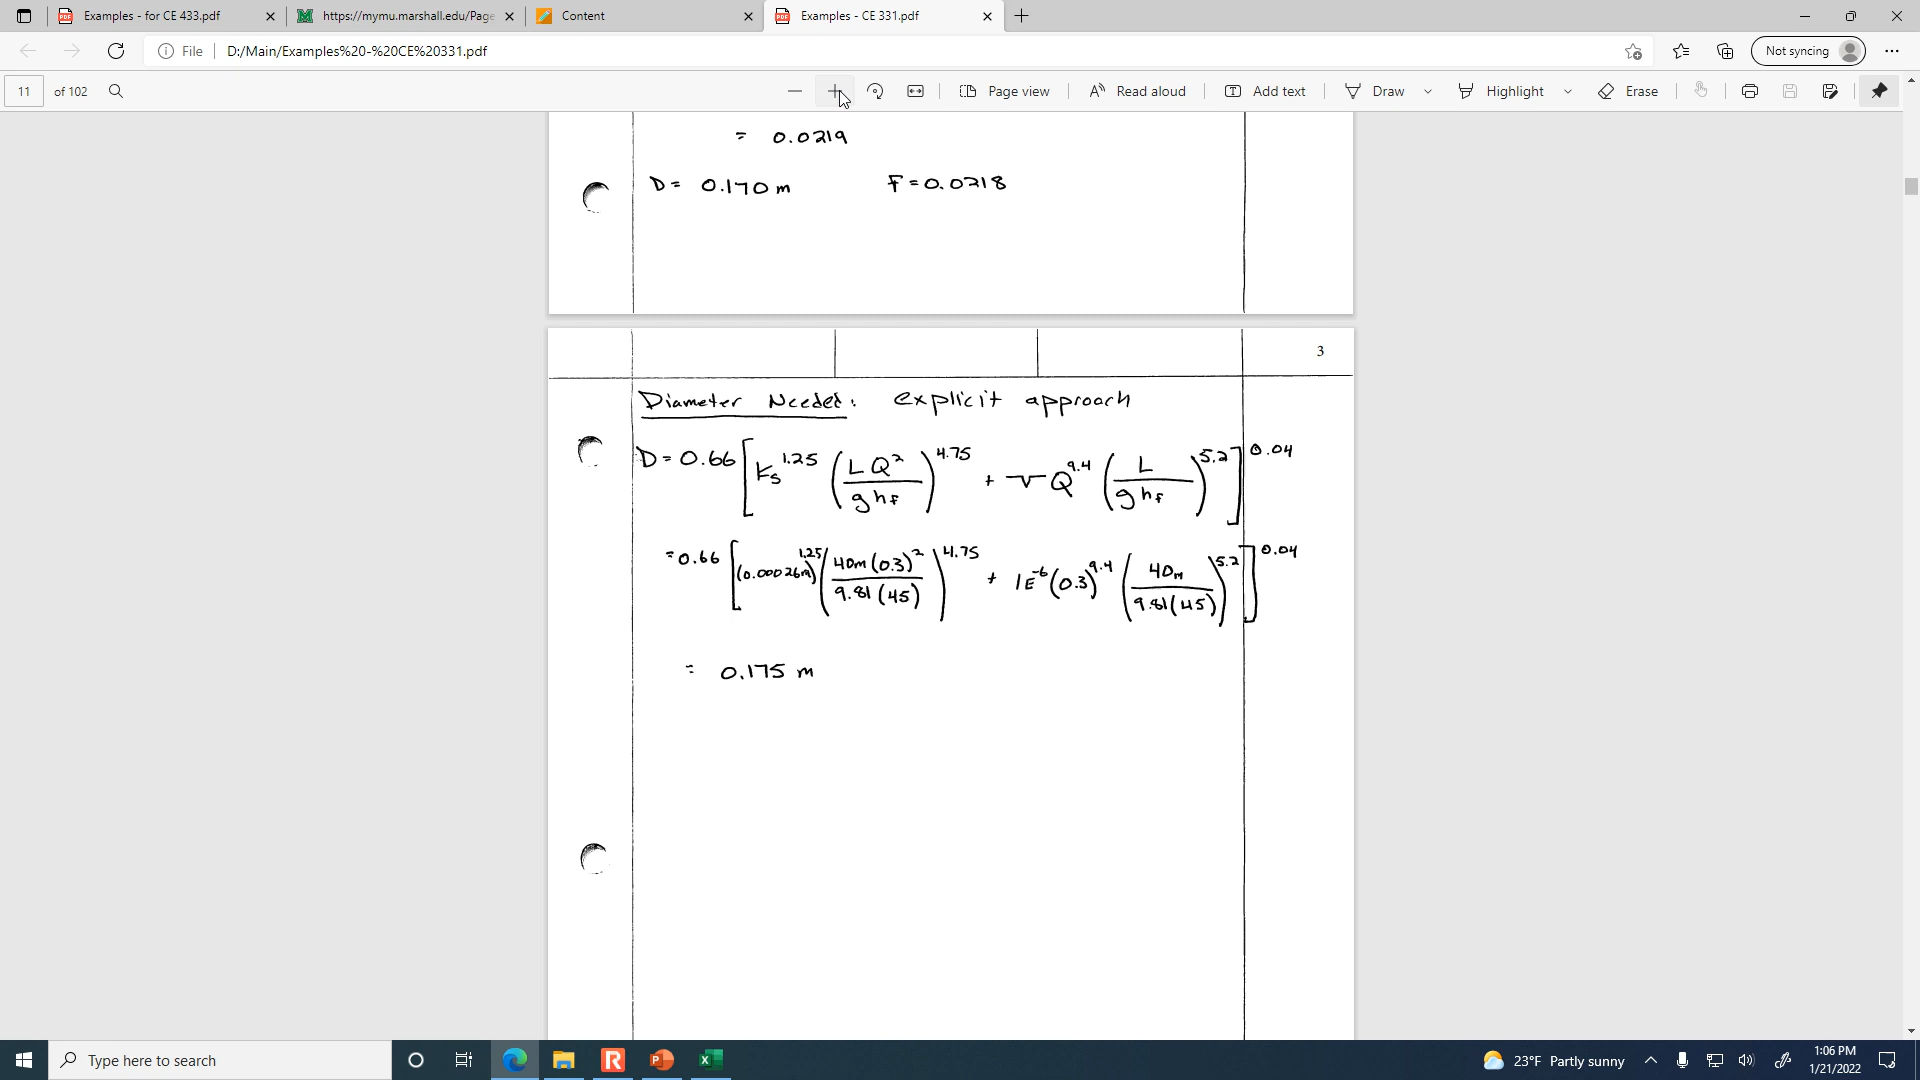 Examples - for CE 433.pdf
https://mymu.marshall.edu/Page
Content
Examples - CE 331.pdf
File D:/Main/Examples%20-%20CE%20331.pdf
Not syncing
11 of 102
Page view
Read aloud
Add text
Draw
Highlight
Erase
= 0.0219
D = 0.170 m F = 0.0218
3
Diameter Needed: explicit approach
D = 0.66 [ Ks^1.25 (L Q^2 / g hf)^4.75 + ν Q^9.4 (L / g hf)^5.2 ]^0.04
= 0.66 [ (0.00026m)^1.25 (40m (0.3)^2 / 9.81 (45))^4.75 + 1E^-6 (0.3)^9.4 (40m / 9.81(45))^5.2 ]^0.04
= 0.175 m
Type here to search
23°F Partly sunny
1:06 PM
1/21/2022